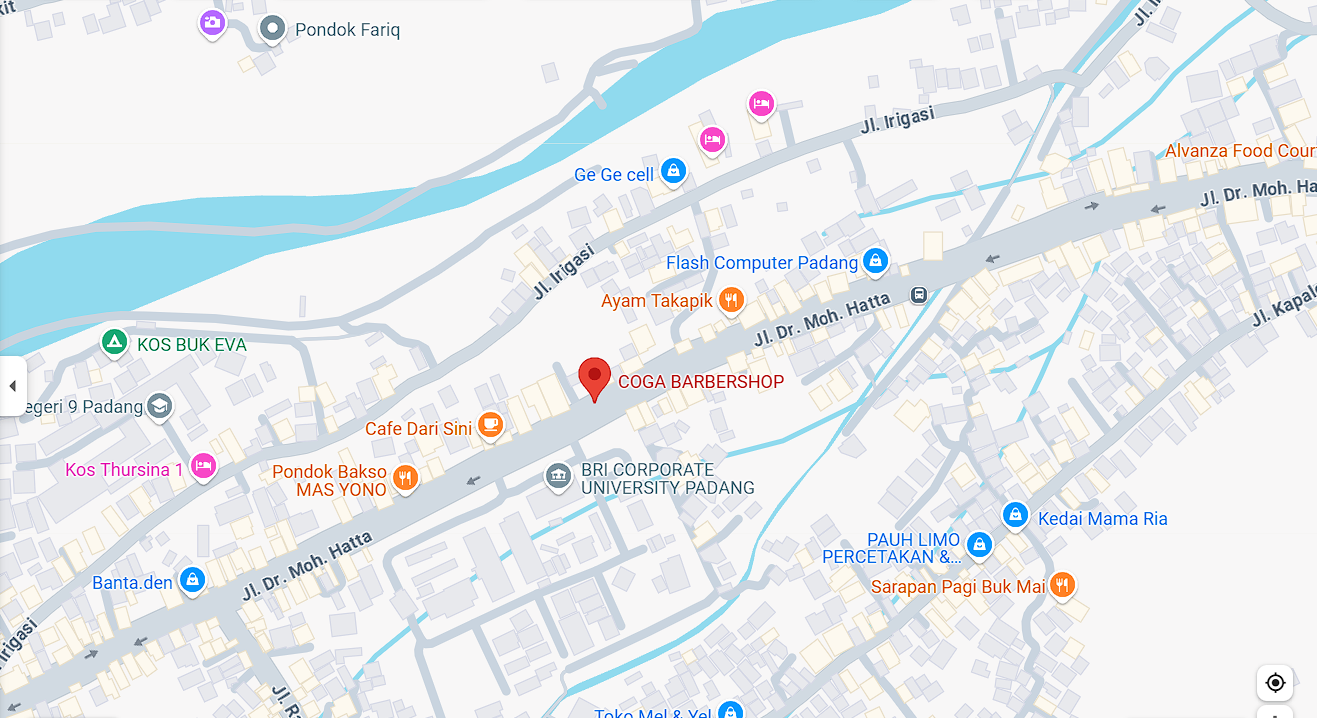 Pondok Fariq
Jl. Irigasi
Alvanza Food Cour
Ge Ge cell
Jl. Dr. Moh. Ha
Jl. Irigasi
Flash Computer Padang
Ayam Takapik
Jl. Dr. Moh. Hatta
Jl. Kapal
KOS BUK EVA
COGA BARBERSHOP
egeri 9 Padang
Cafe Dari Sini
Kos Thursina 1
Pondok Bakso
MAS YONO
BRI CORPORATE
UNIVERSITY PADANG
Kedai Mama Ria
PAUH LIMO
PERCETAKAN &...
Jl. Dr. Moh. Hatta
Banta.den
Sarapan Pagi Buk Mai
Irigasi
Toko Mel & Yel